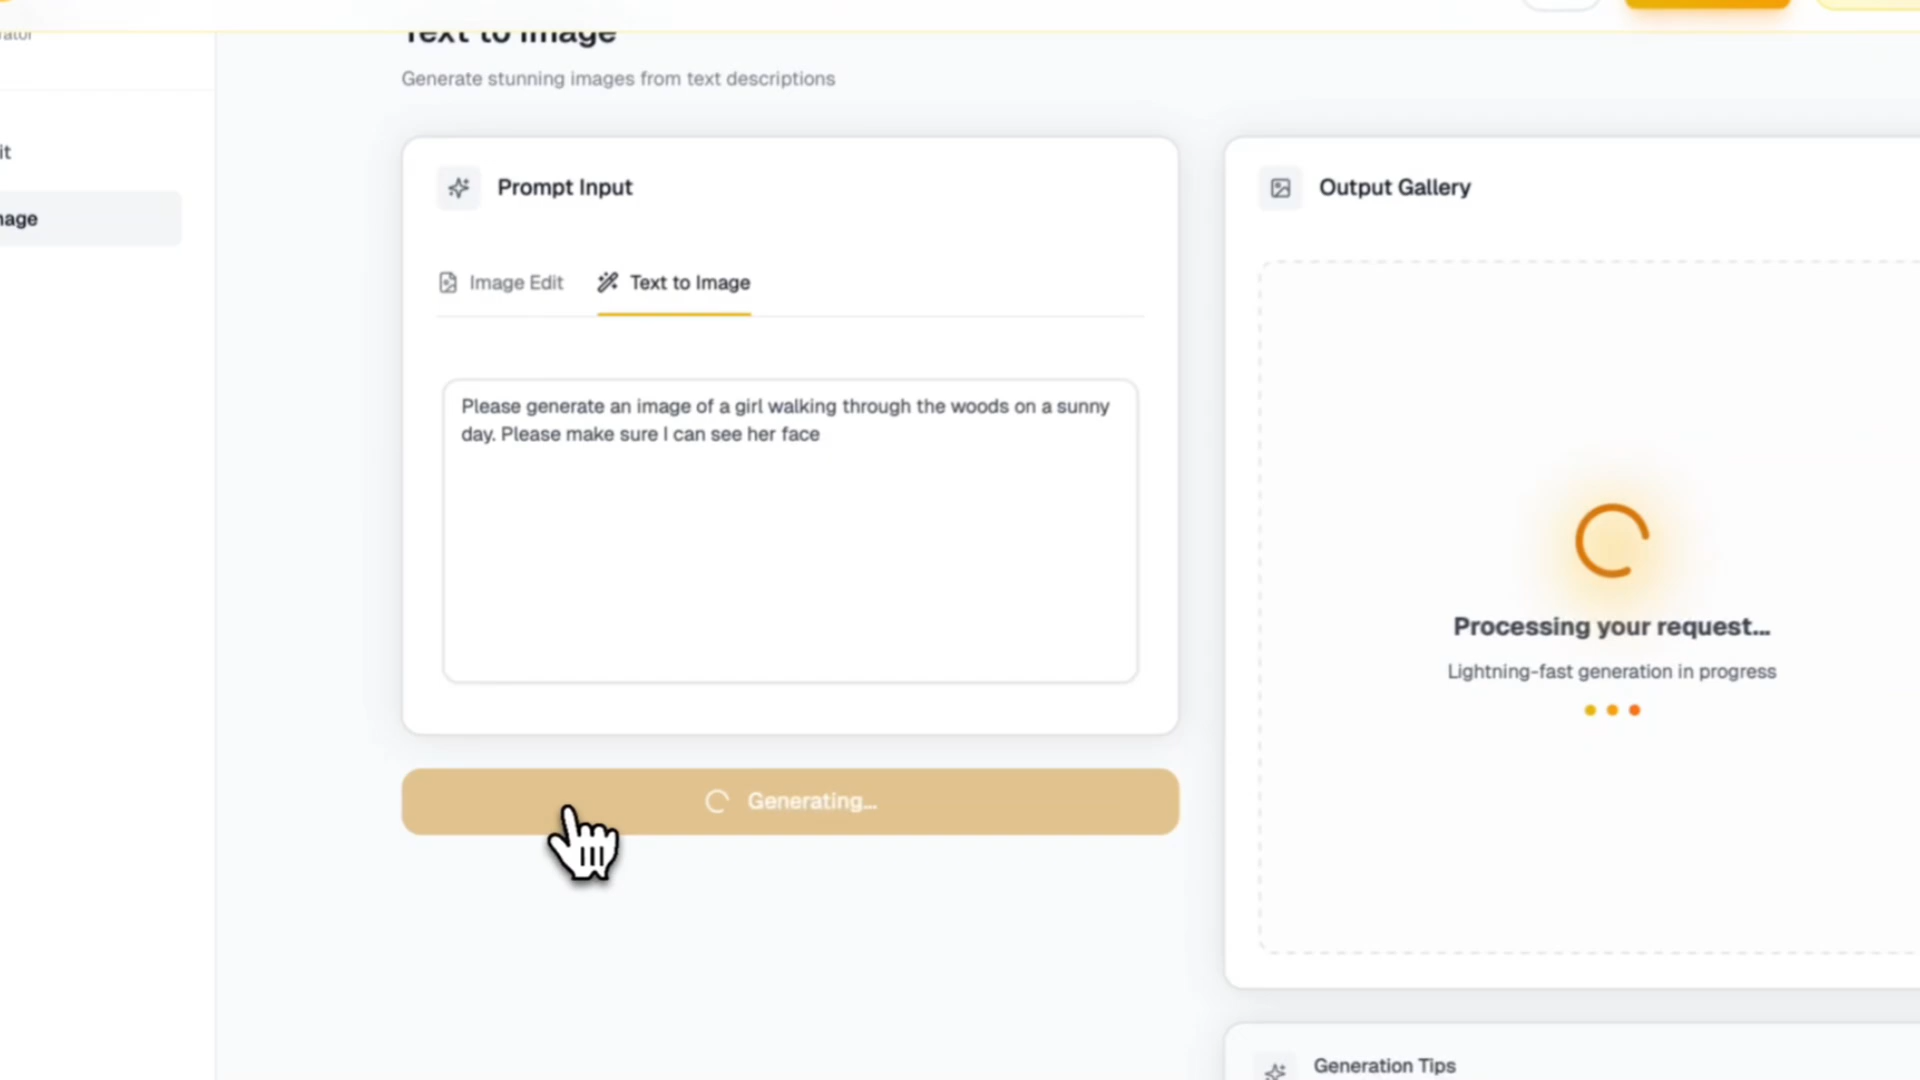 Text to Image
Generate stunning images from text descriptions
Prompt Input
Image Edit
Text to Image
Please generate an image of a girl walking through the woods on a sunny
day. Please make sure I can see her face
Generating...
Output Gallery
Processing your request...
Lightning-fast generation in progress
Generation Tips